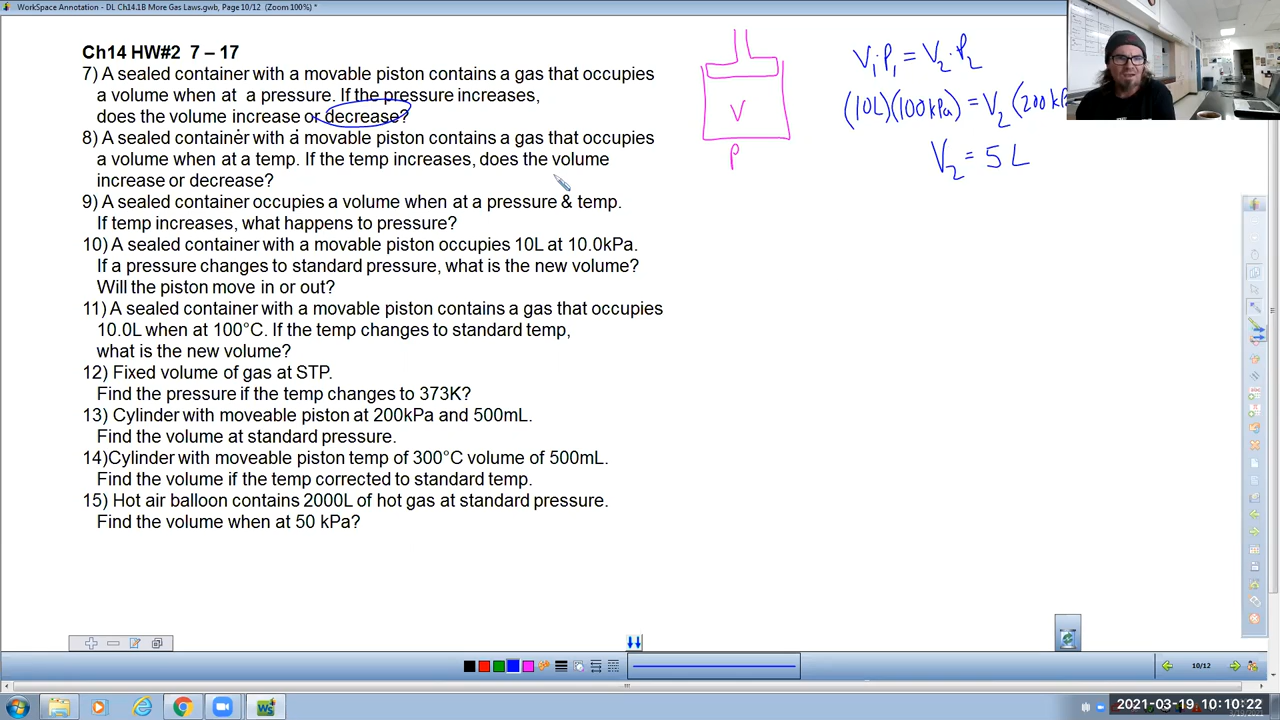 WorkSpace Annotation - DL Ch14.1B More Gas Laws.gwb, Page10/12 (Zoom100%) *
Ch14 HW#2 7 – 17
7) A sealed container with a movable piston contains a gas that occupies
a volume when at a pressure. If the pressure increases,
does the volume increase or decrease?
8) A sealed container with a movable piston contains a gas that occupies
a volume when at a temp. If the temp increases, does the volume
increase or decrease?
9) A sealed container occupies a volume when at a pressure & temp.
If temp increases, what happens to pressure?
10) A sealed container with a movable piston occupies 10L at 10.0kPa.
If a pressure changes to standard pressure, what is the new volume?
Will the piston move in or out?
11) A sealed container with a movable piston contains a gas that occupies
10.0L when at 100°C. If the temp changes to standard temp,
what is the new volume?
12) Fixed volume of gas at STP.
Find the pressure if the temp changes to 373K?
13) Cylinder with moveable piston at 200kPa and 500mL.
Find the volume at standard pressure.
14)Cylinder with moveable piston temp of 300°C volume of 500mL.
Find the volume if the temp corrected to standard temp.
15) Hot air balloon contains 2000L of hot gas at standard pressure.
Find the volume when at 50 kPa?
V
P
V₁·P₁ = V₂·P₂
(10L)(100kPa) = V₂(200kP
V₂ = 5 L
10/12
2021-03-19, 10:10:22